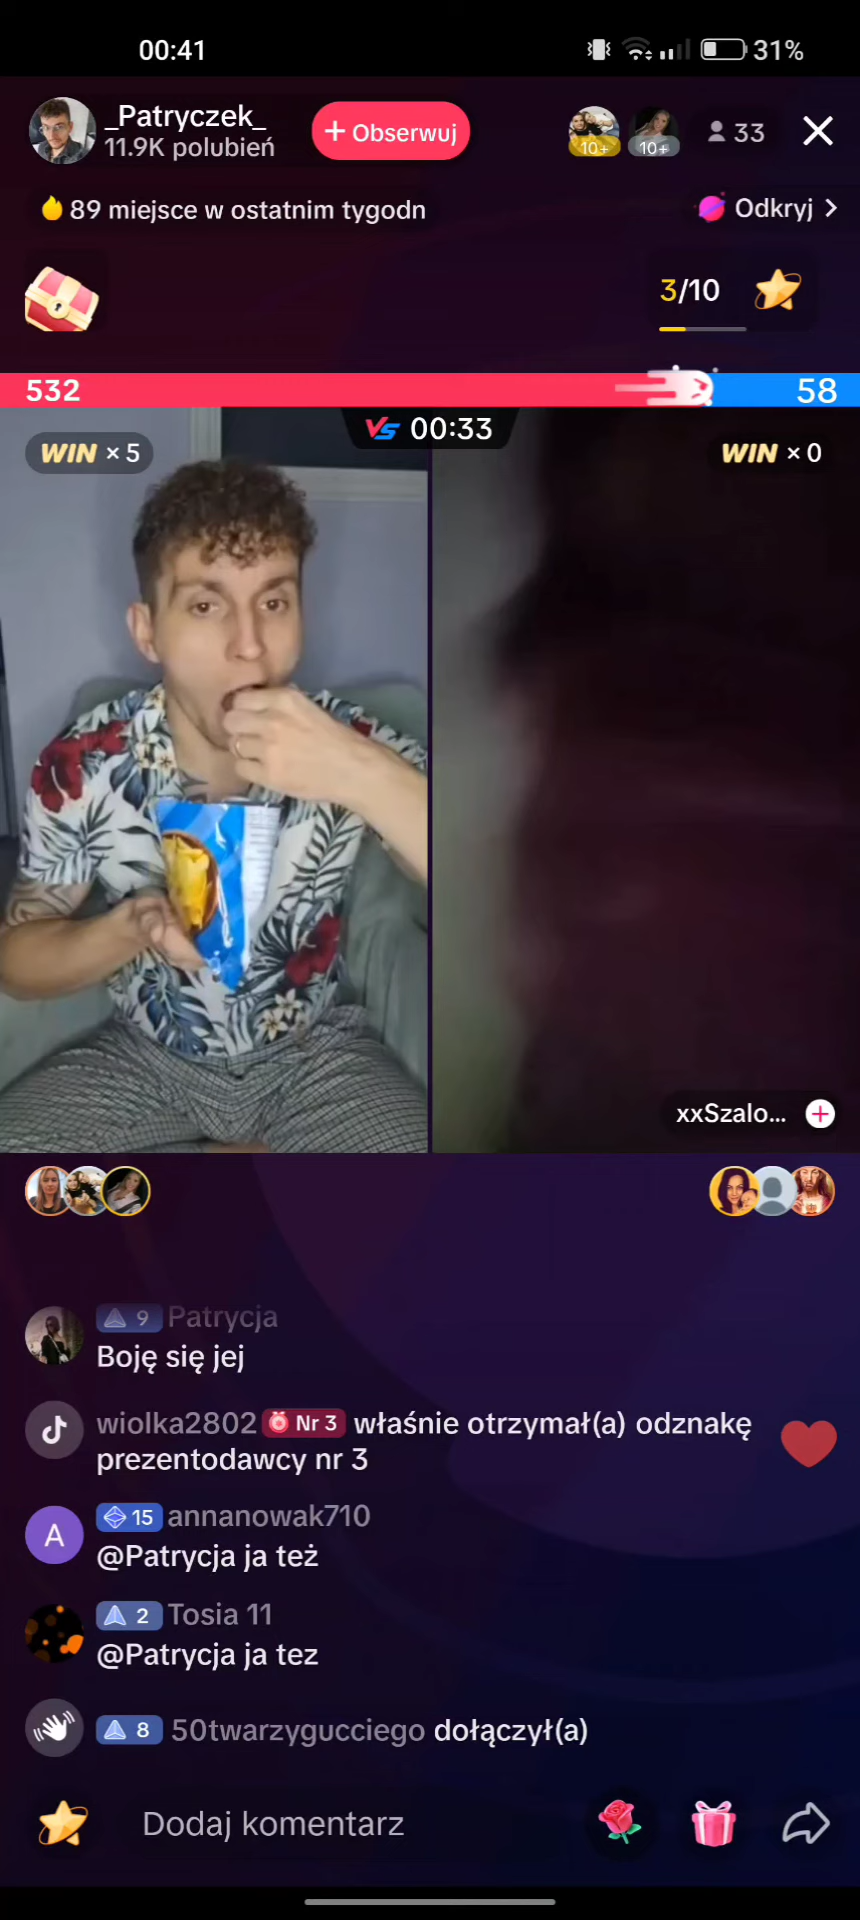 00:41
31%
_Patryczek_
11.9K polubień
+ Obserwuj
10+
10+
33
89 miejsce w ostatnim tygodn
Odkryj
3/10
532
58
VS 00:33
WIN × 5
WIN × 0
xxSzalo...
9 Patrycja
Boję się jej
wiolka2802 Nr 3 właśnie otrzymał(a) odznakę
prezentodawcy nr 3
A
15 annanowak710
@Patrycja ja też
2 Tosia 11
@Patrycja ja tez
8 50twarzygucciego dołączył(a)
Dodaj komentarz